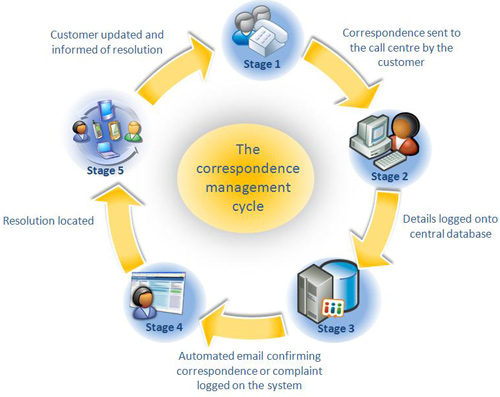 Stage 1
Correspondence sent to
the call centre by the
customer
Stage 2
Details logged onto
central database
Stage 3
Automated email confirming
correspondence or complaint
logged on the system
Stage 4
Resolution located
Stage 5
Customer updated and
informed of resolution
The
correspondence
management
cycle